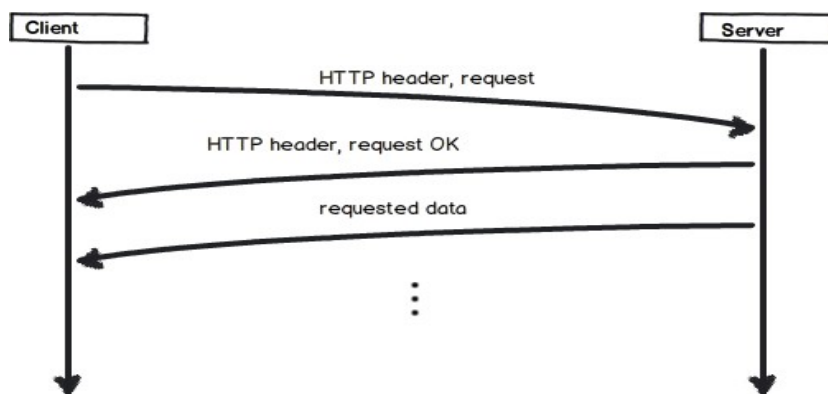 Client
Server
HTTP header, request
HTTP header, request OK
requested data